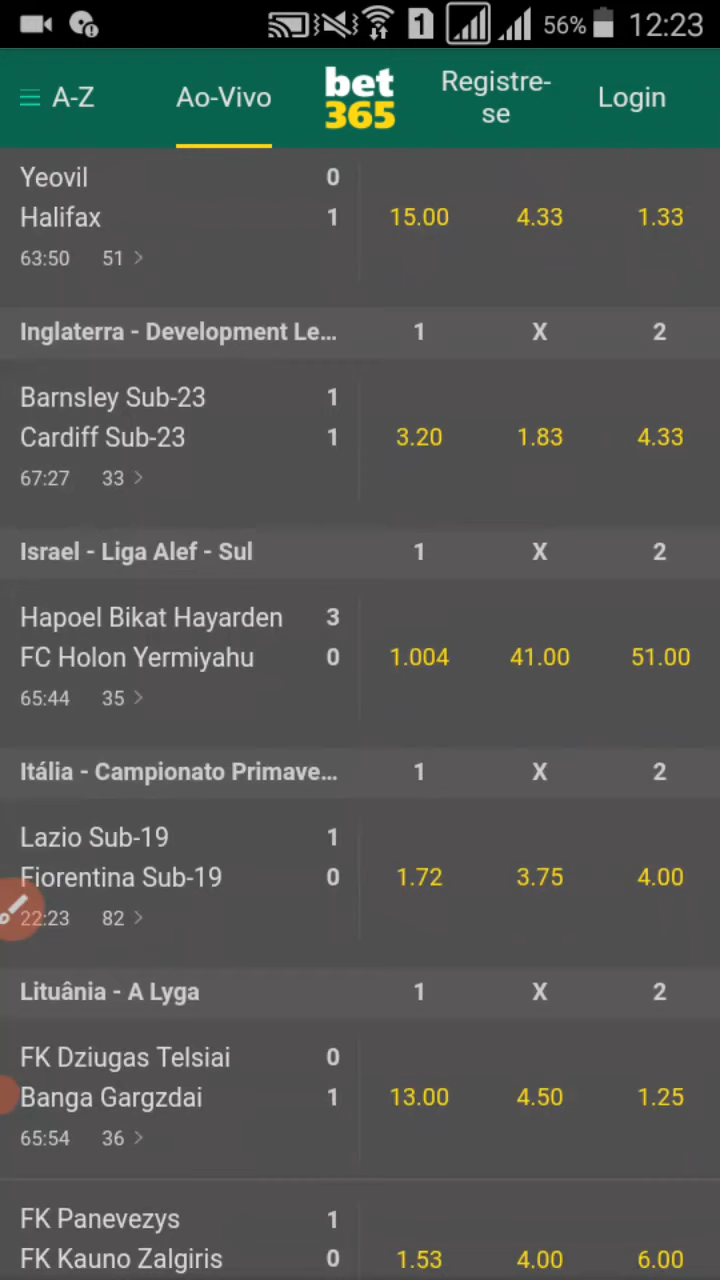 1 56% 12:23
A-Z Ao-Vivo bet 365 Registre-se Login
Yeovil 0
Halifax 1 15.00 4.33 1.33
63:50 51
Inglaterra - Development Le... 1 X 2
Barnsley Sub-23 1
Cardiff Sub-23 1 3.20 1.83 4.33
67:27 33
Israel - Liga Alef - Sul 1 X 2
Hapoel Bikat Hayarden 3
FC Holon Yermiyahu 0 1.004 41.00 51.00
65:44 35
Itália - Campionato Primave... 1 X 2
Lazio Sub-19 1
Fiorentina Sub-19 0 1.72 3.75 4.00
22:23 82
Lituânia - A Lyga 1 X 2
FK Dziugas Telsiai 0
Banga Gargzdai 1 13.00 4.50 1.25
65:54 36
FK Panevezys 1
FK Kauno Zalgiris 0 1.53 4.00 6.00